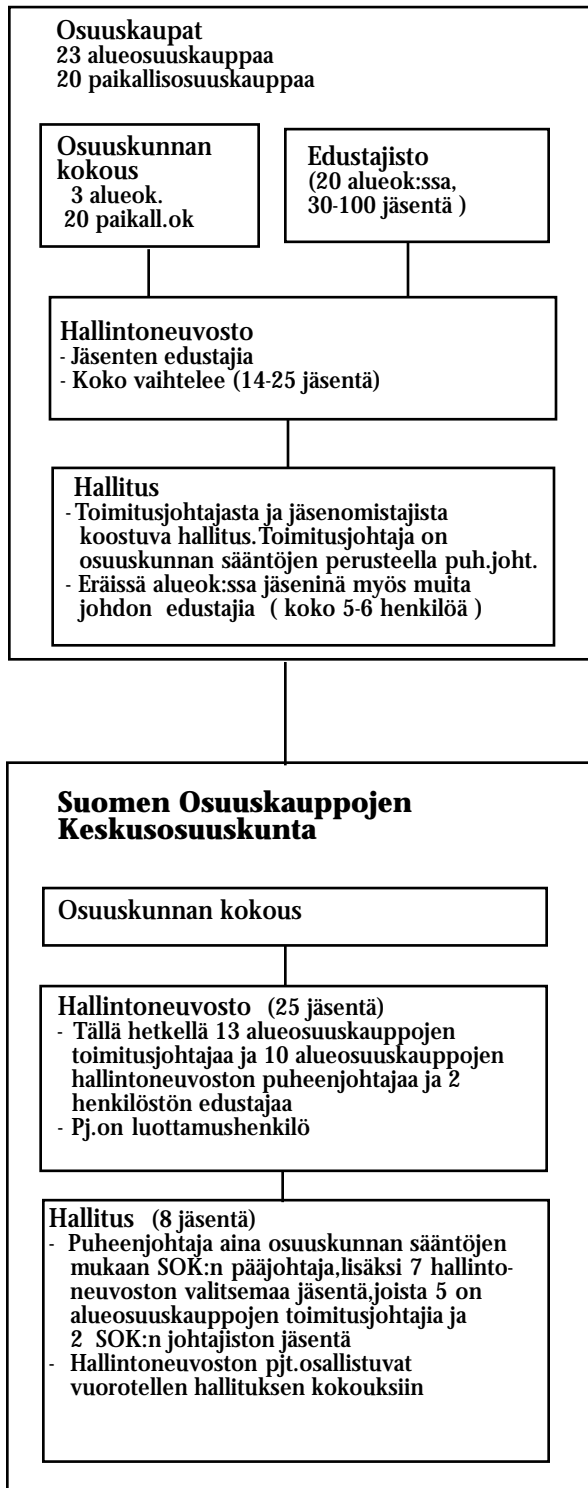 Osuuskaupat
23 alueosuuskauppaa
20 paikallisosuuskauppaa
Osuuskunnan
kokous
3 alueok.
20 paikall.ok
Edustajisto
(20 alueok:ssa,
30-100 jäsentä )
Hallintoneuvosto
- Jäsenten edustajia
- Koko vaihtelee (14-25 jäsentä)
Hallitus
- Toimitusjohtajasta ja jäsenomistajista
koostuva hallitus.Toimitusjohtaja on
osuuskunnan sääntöjen perusteella puh.joht.
- Eräissä alueok:ssa jäseninä myös muita
johdon edustajia ( koko 5-6 henkilöä )
Suomen Osuuskauppojen
Keskusosuuskunta
Osuuskunnan kokous
Hallintoneuvosto (25 jäsentä)
- Tällä hetkellä 13 alueosuuskauppojen
toimitusjohtajaa ja 10 alueosuuskauppojen
hallintoneuvoston puheenjohtajaa ja 2
henkilöstön edustajaa
- Pj.on luottamushenkilö
Hallitus (8 jäsentä)
- Puheenjohtaja aina osuuskunnan sääntöjen
mukaan SOK:n pääjohtaja,lisäksi 7 hallinto-
neuvoston valitsemaa jäsentä,joista 5 on
alueosuuskauppojen toimitusjohtajia ja
2 SOK:n johtajiston jäsentä
- Hallintoneuvoston pjt.osallistuvat
vuorotellen hallituksen kokouksiin